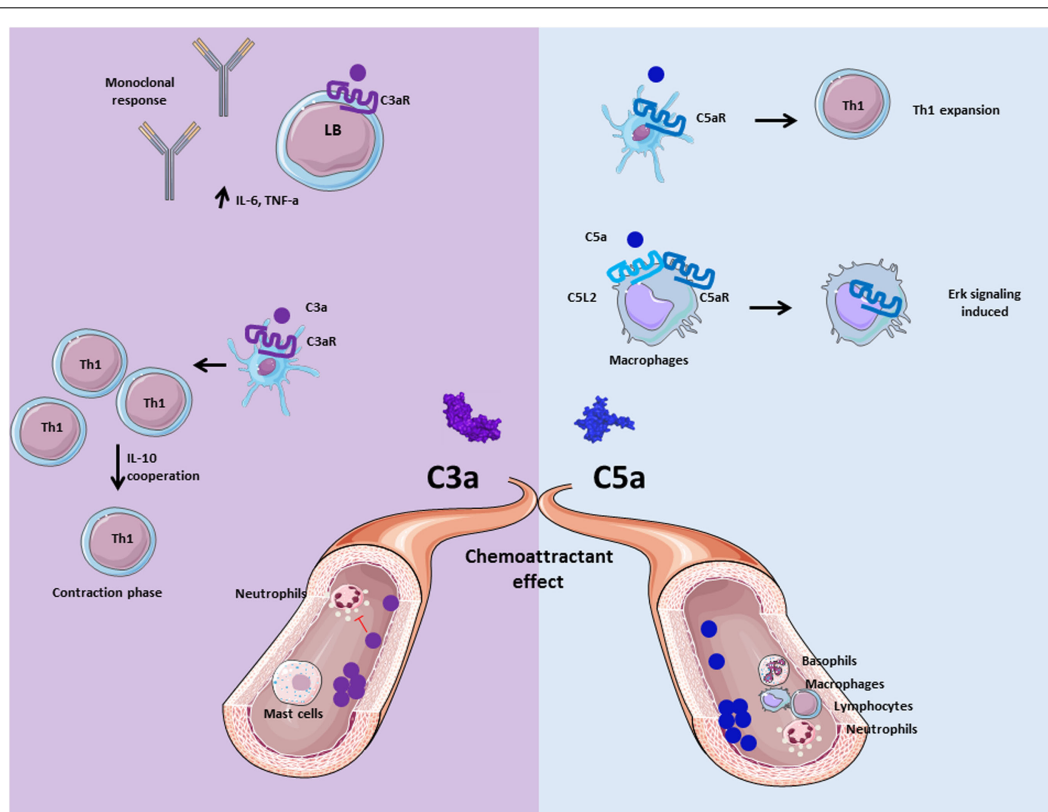 Monoclonal
response
C3aR
LB
IL-6, TNF-a
C3a
C3aR
Th1
Th1
Th1
IL-10
cooperation
Th1
Contraction phase
C5aR
Th1
Th1 expansion
C5a
C5L2
C5aR
Erk signaling
induced
Macrophages
C3a
C5a
Chemoattractant
effect
Neutrophils
Mast cells
Basophils
Macrophages
Lymphocytes
Neutrophils